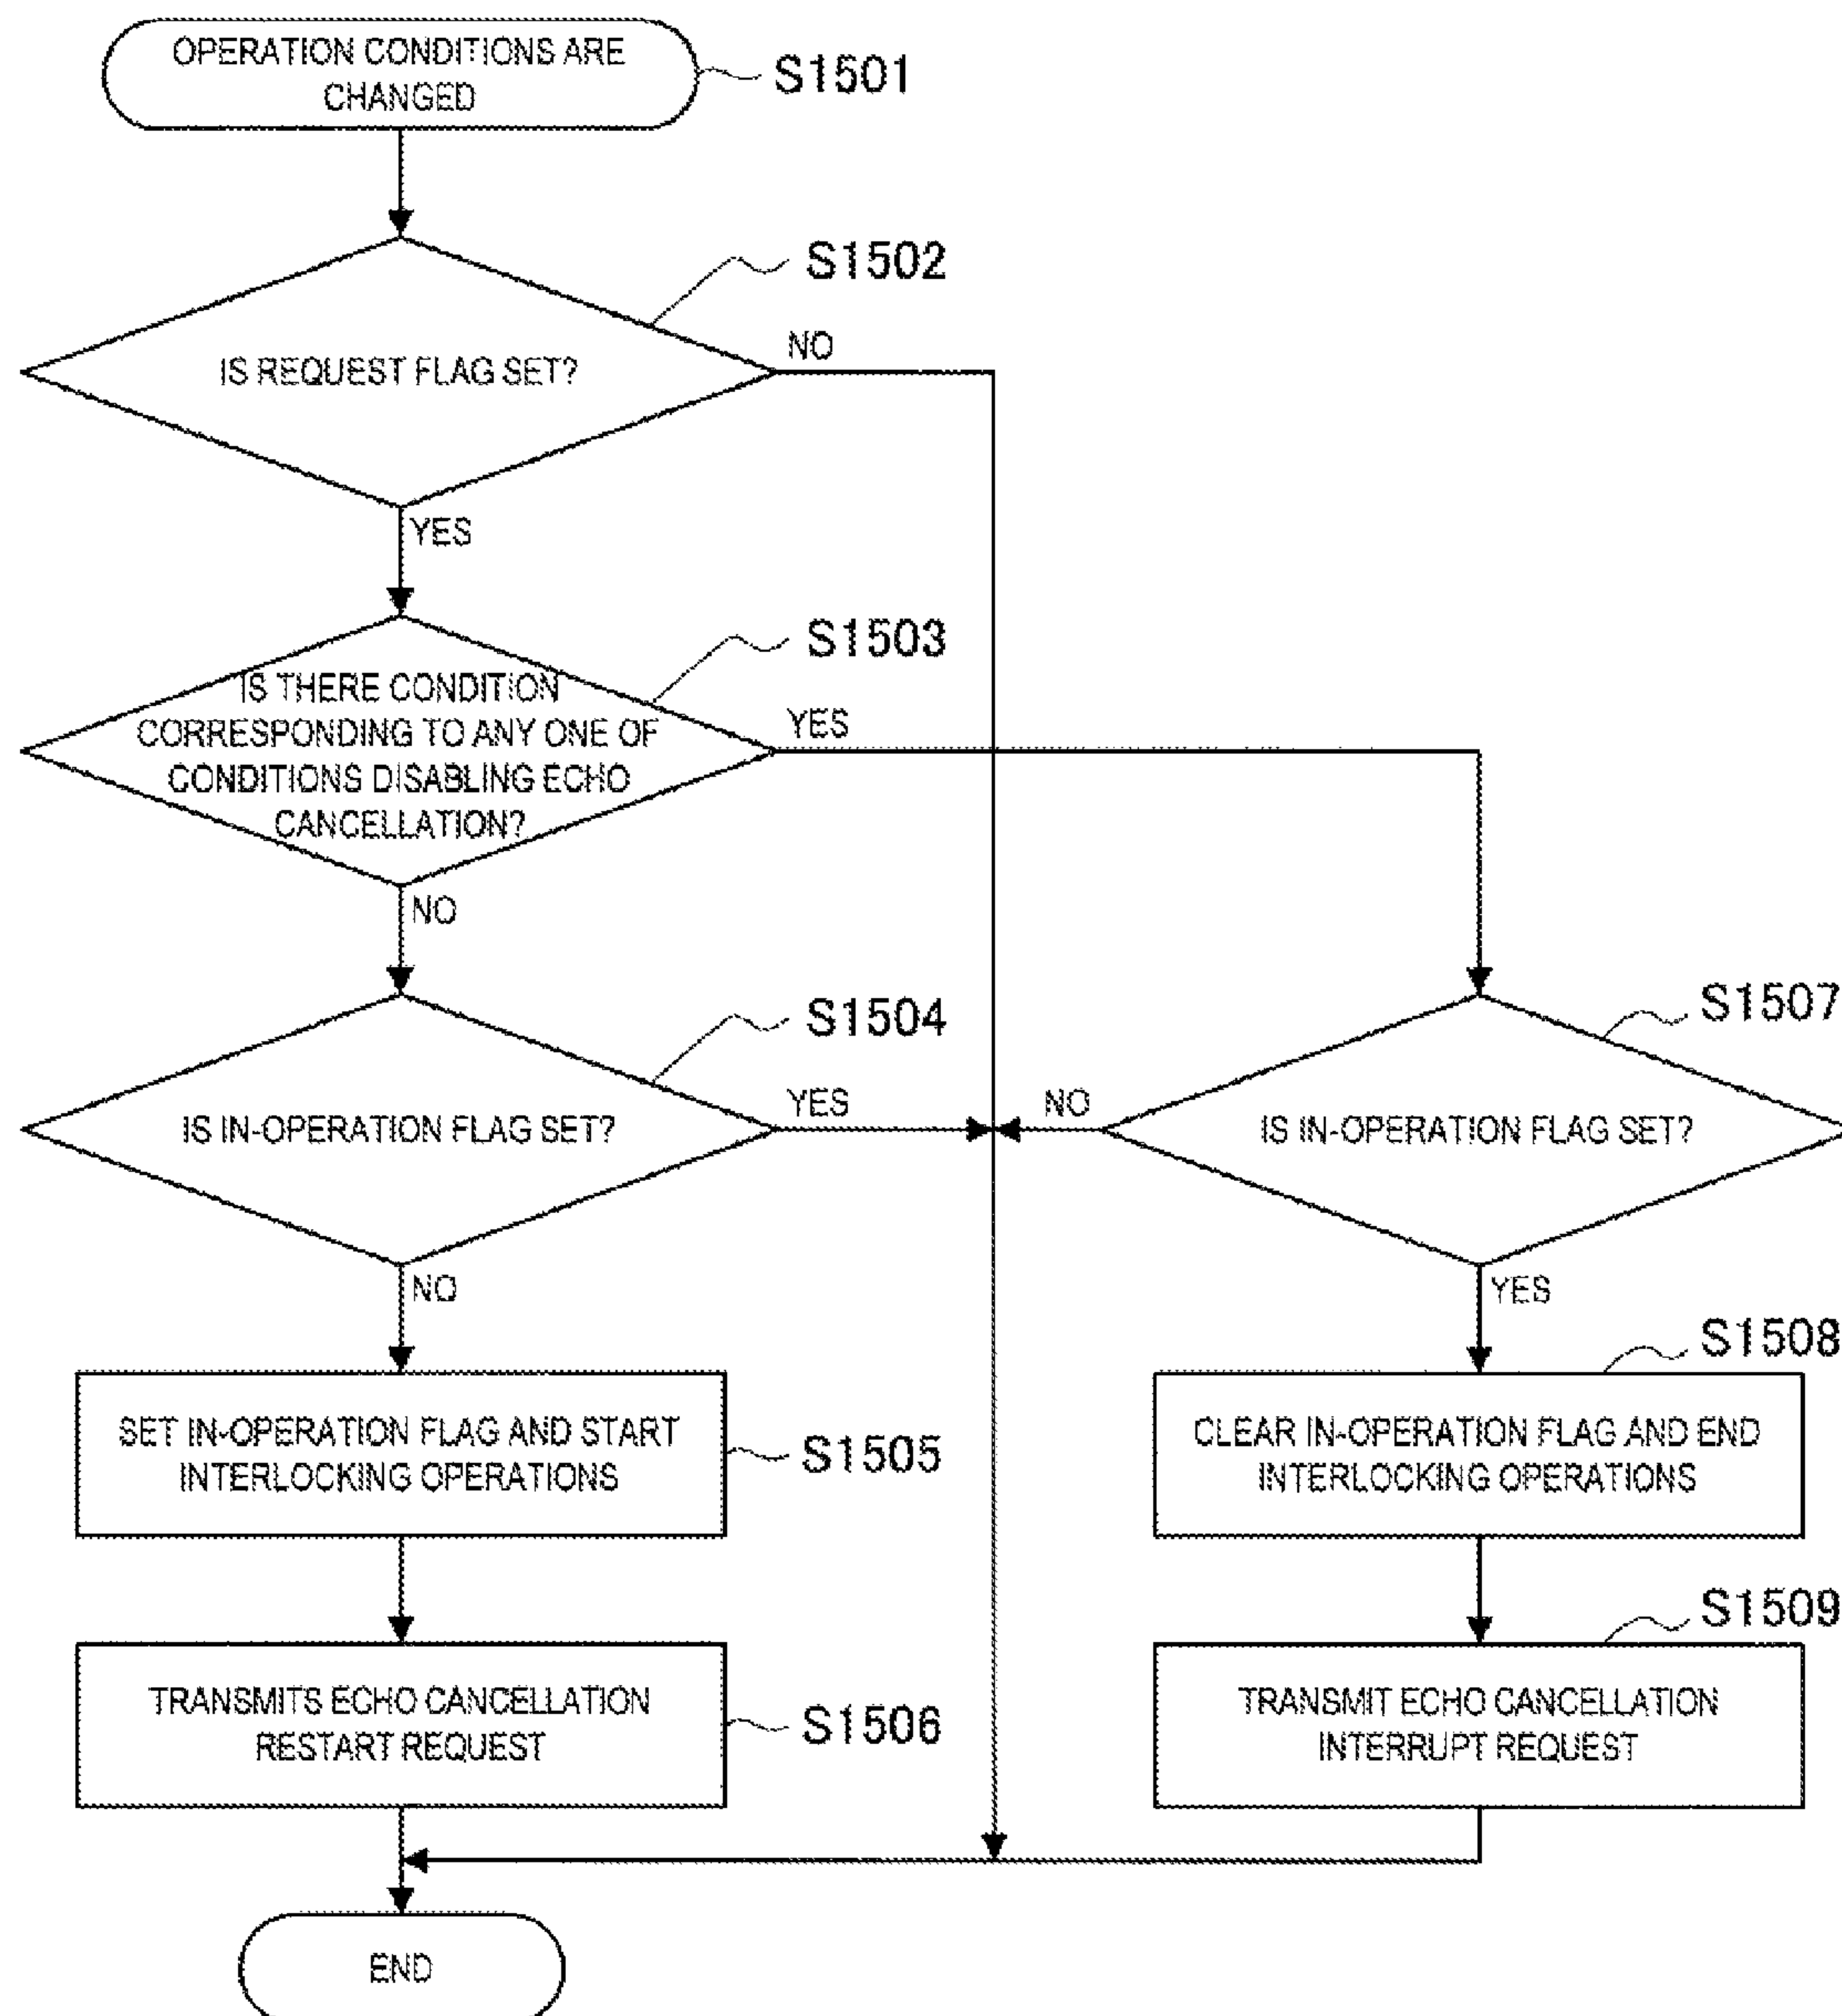 OPERATION CONDITIONS ARE
CHANGED
S1501
S1502
IS REQUEST FLAG SET?
NO
YES
S1503
IS THERE CONDITION
CORRESPONDING TO ANY ONE OF
CONDITIONS DISABLING ECHO
CANCELLATION?
YES
NO
S1504
IS IN-OPERATION FLAG SET?
YES
NO
S1507
IS IN-OPERATION FLAG SET?
NO
YES
S1505
SET IN-OPERATION FLAG AND START
INTERLOCKING OPERATIONS
S1508
CLEAR IN-OPERATION FLAG AND END
INTERLOCKING OPERATIONS
TRANSMITS ECHO CANCELLATION
RESTART REQUEST
S1506
S1509
TRANSMIT ECHO CANCELLATION
INTERRUPT REQUEST
END